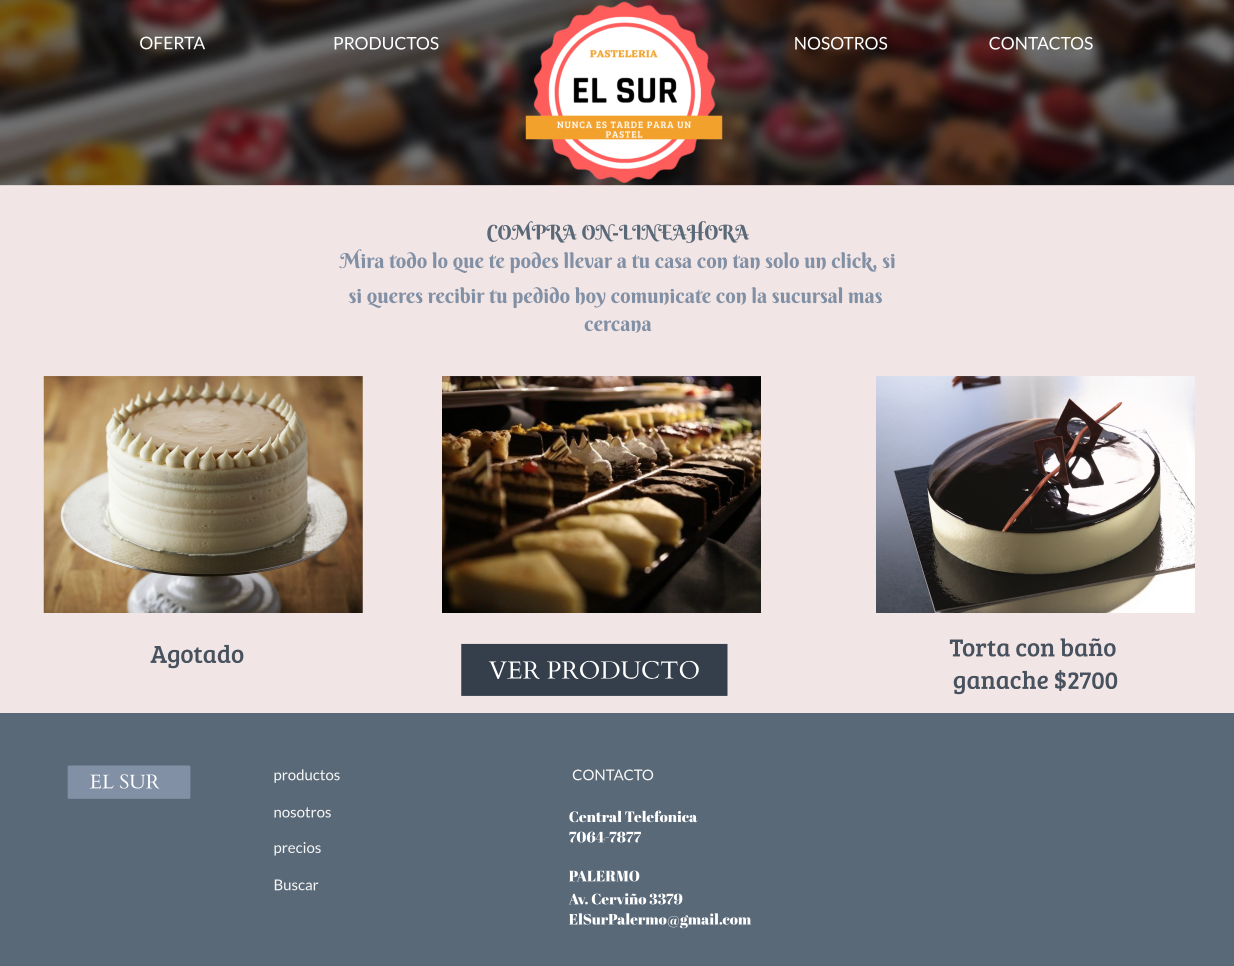 OFERTA
PRODUCTOS
PASTELERIA
EL SUR
NUNCA ES TARDE PARA UN
PASTEL
NOSOTROS
CONTACTOS
COMPRA ON-LINEAHORA
Mira todo lo que te podes llevar a tu casa con tan solo un click, si
si queres recibir tu pedido hoy comunicate con la sucursal mas
cercana
Agotado
VER PRODUCTO
Torta con baño
ganache $2700
EL SUR
productos
nosotros
precios
Buscar
CONTACTO
Central Telefonica
7064-7877
PALERMO
Av. Cerviño 3379
ElSurPalermo@gmail.com